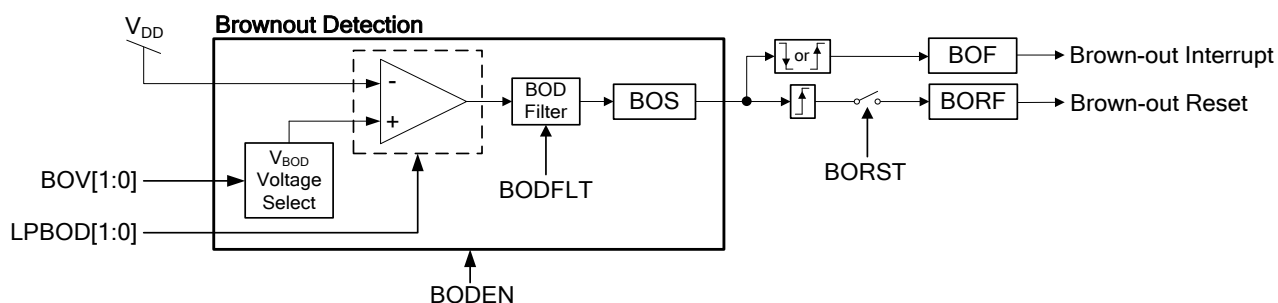 Brownout Detection
VDD
or
BOF
Brown-out Interrupt
-
BOD
Filter
BOS
BORF
Brown-out Reset
+
VBOD
Voltage
Select
BORST
BOV[1:0]
BODFLT
LPBOD[1:0]
BODEN